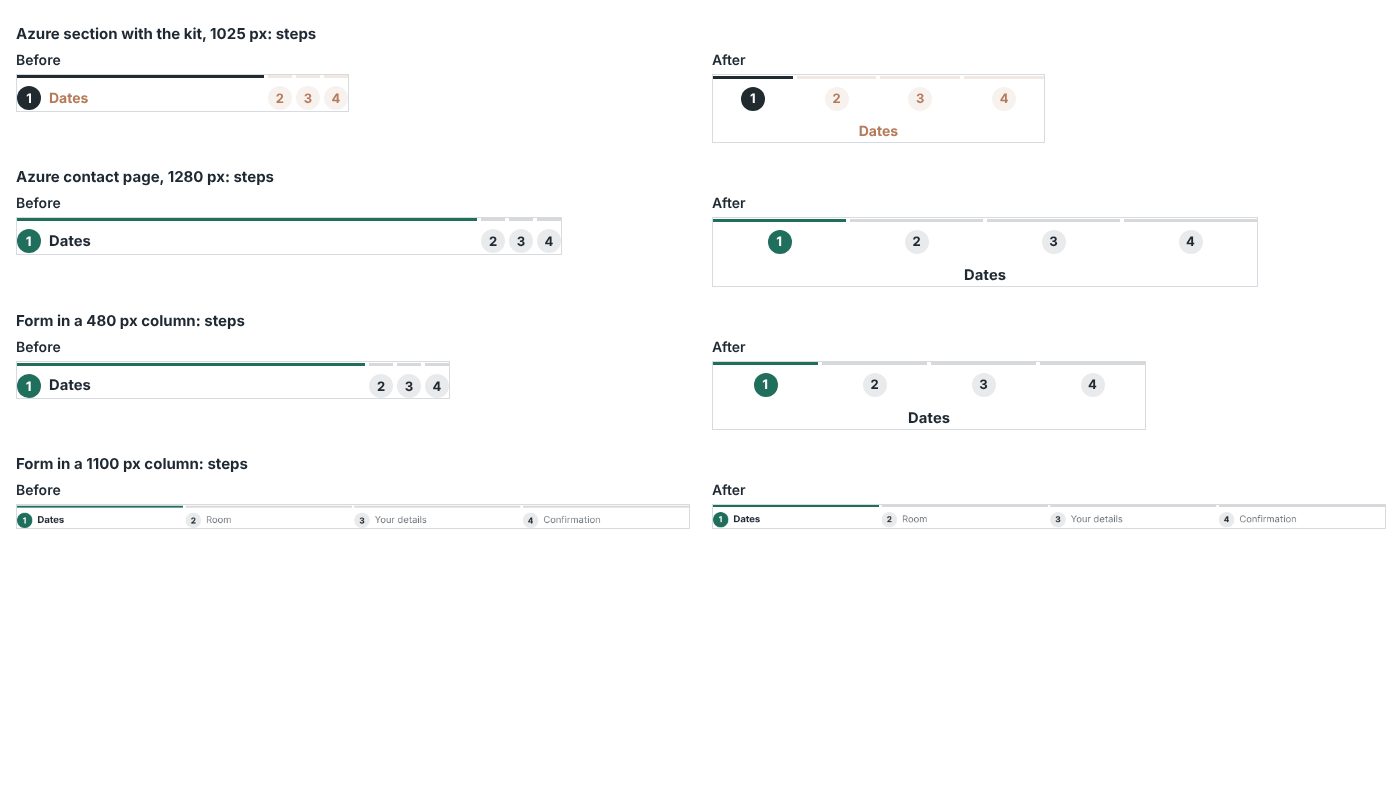 Azure section with the kit, 1025 px: steps
Before
1 Dates 2 3 4
After
1 2 3 4
Dates
Azure contact page, 1280 px: steps
Before
1 Dates 2 3 4
After
1 2 3 4
Dates
Form in a 480 px column: steps
Before
1 Dates 2 3 4
After
1 2 3 4
Dates
Form in a 1100 px column: steps
Before
1 Dates 2 Room 3 Your details 4 Confirmation
After
1 Dates 2 Room 3 Your details 4 Confirmation